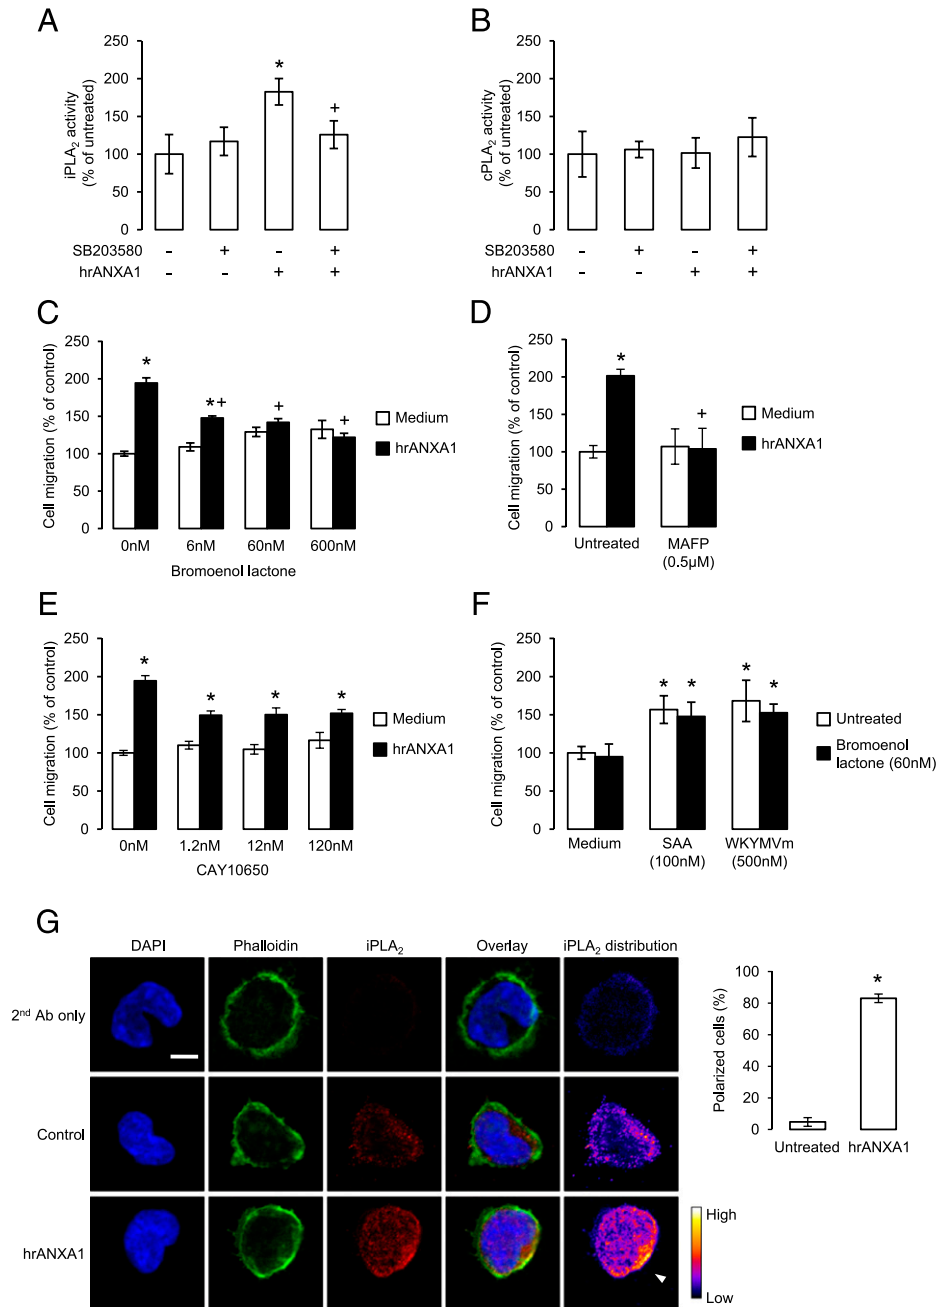 A
250
200
150
100
50
0
iPLA₂ activity
(% of untreated)
*
+
SB203580 - + - +
hrANXA1 - - + +
B
250
200
150
100
50
0
cPLA₂ activity
(% of untreated)
SB203580 - + - +
hrANXA1 - - + +
C
250
200
150
100
50
0
Cell migration (% of control)
*
*+
+
+
Medium
hrANXA1
0nM 6nM 60nM 600nM
Bromoenol lactone
D
250
200
150
100
50
0
Cell migration (% of control)
*
+
Medium
hrANXA1
Untreated MAFP
(0.5µM)
E
250
200
150
100
50
0
Cell migration (% of control)
*
*
*
*
Medium
hrANXA1
0nM 1.2nM 12nM 120nM
CAY10650
F
250
200
150
100
50
0
Cell migration (% of control)
* *
* *
Untreated
Bromoenol
lactone (60nM)
Medium SAA WKYMVm
(100nM) (500nM)
G
DAPI Phalloidin iPLA₂ Overlay iPLA₂ distribution
2nd Ab only
Control
hrANXA1
High
Low
100
80
60
40
20
0
Polarized cells (%)
*
Untreated hrANXA1